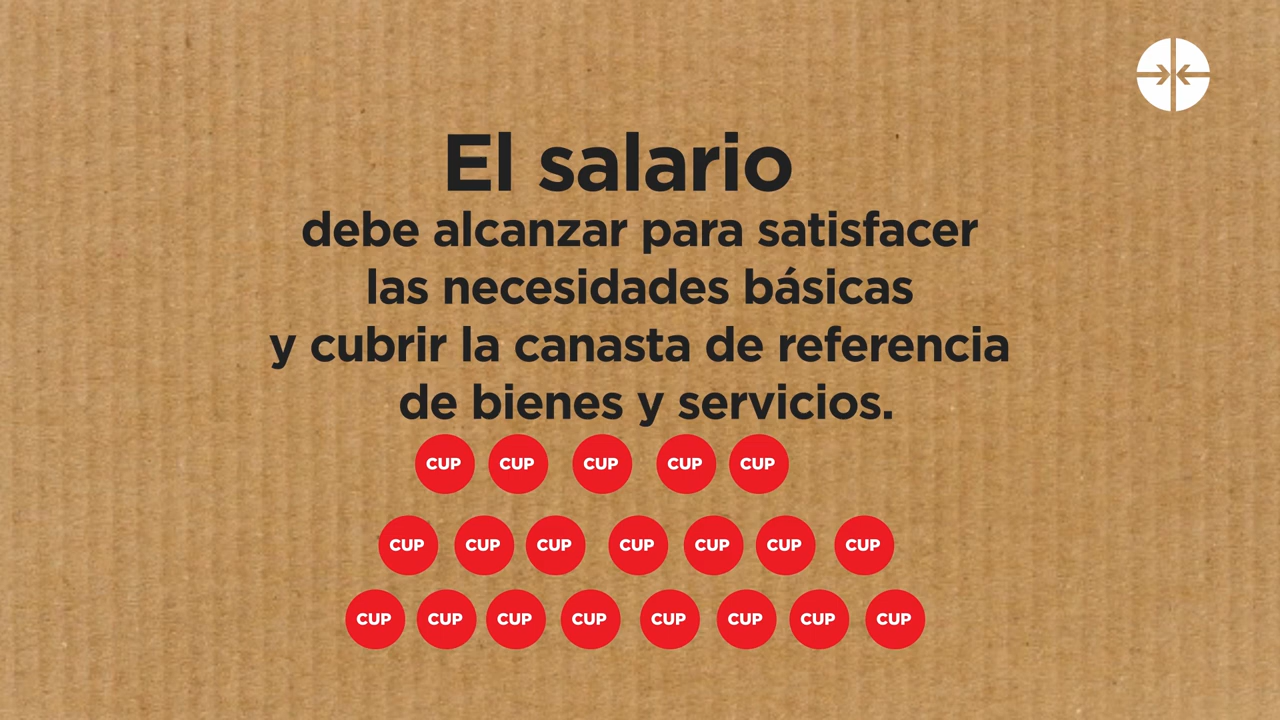 El salario
debe alcanzar para satisfacer
las necesidades básicas
y cubrir la canasta de referencia
de bienes y servicios.
CUP CUP CUP CUP CUP
CUP CUP CUP CUP CUP CUP CUP
CUP CUP CUP CUP CUP CUP CUP CUP